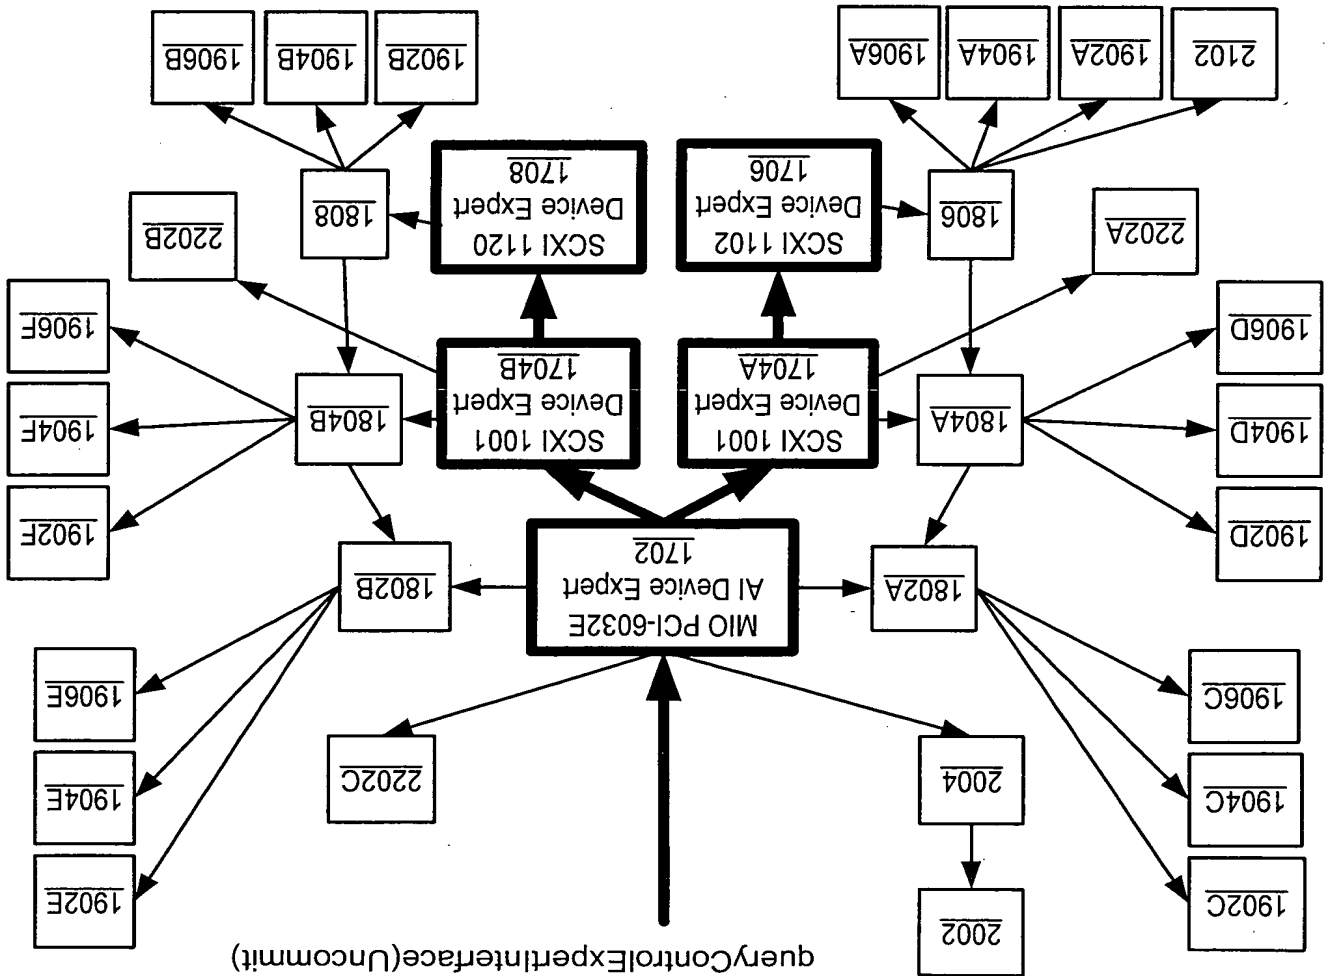 queryControlExpertInterface(Uncommit)
1902C
2002
1902E
1904C
2004
2202C
1904E
1906C
1906E
1802A
MIO PCI-6032E
AI Device Expert
1702
1802B
1902D
1902F
1904D
1804A
SCXI 1001
Device Expert
1704A
SCXI 1001
Device Expert
1704B
1804B
1904F
1906D
1906F
2202A
2202B
1806
SCXI 1102
Device Expert
1706
SCXI 1120
Device Expert
1708
1808
2102
1902A
1904A
1906A
1902B
1904B
1906B